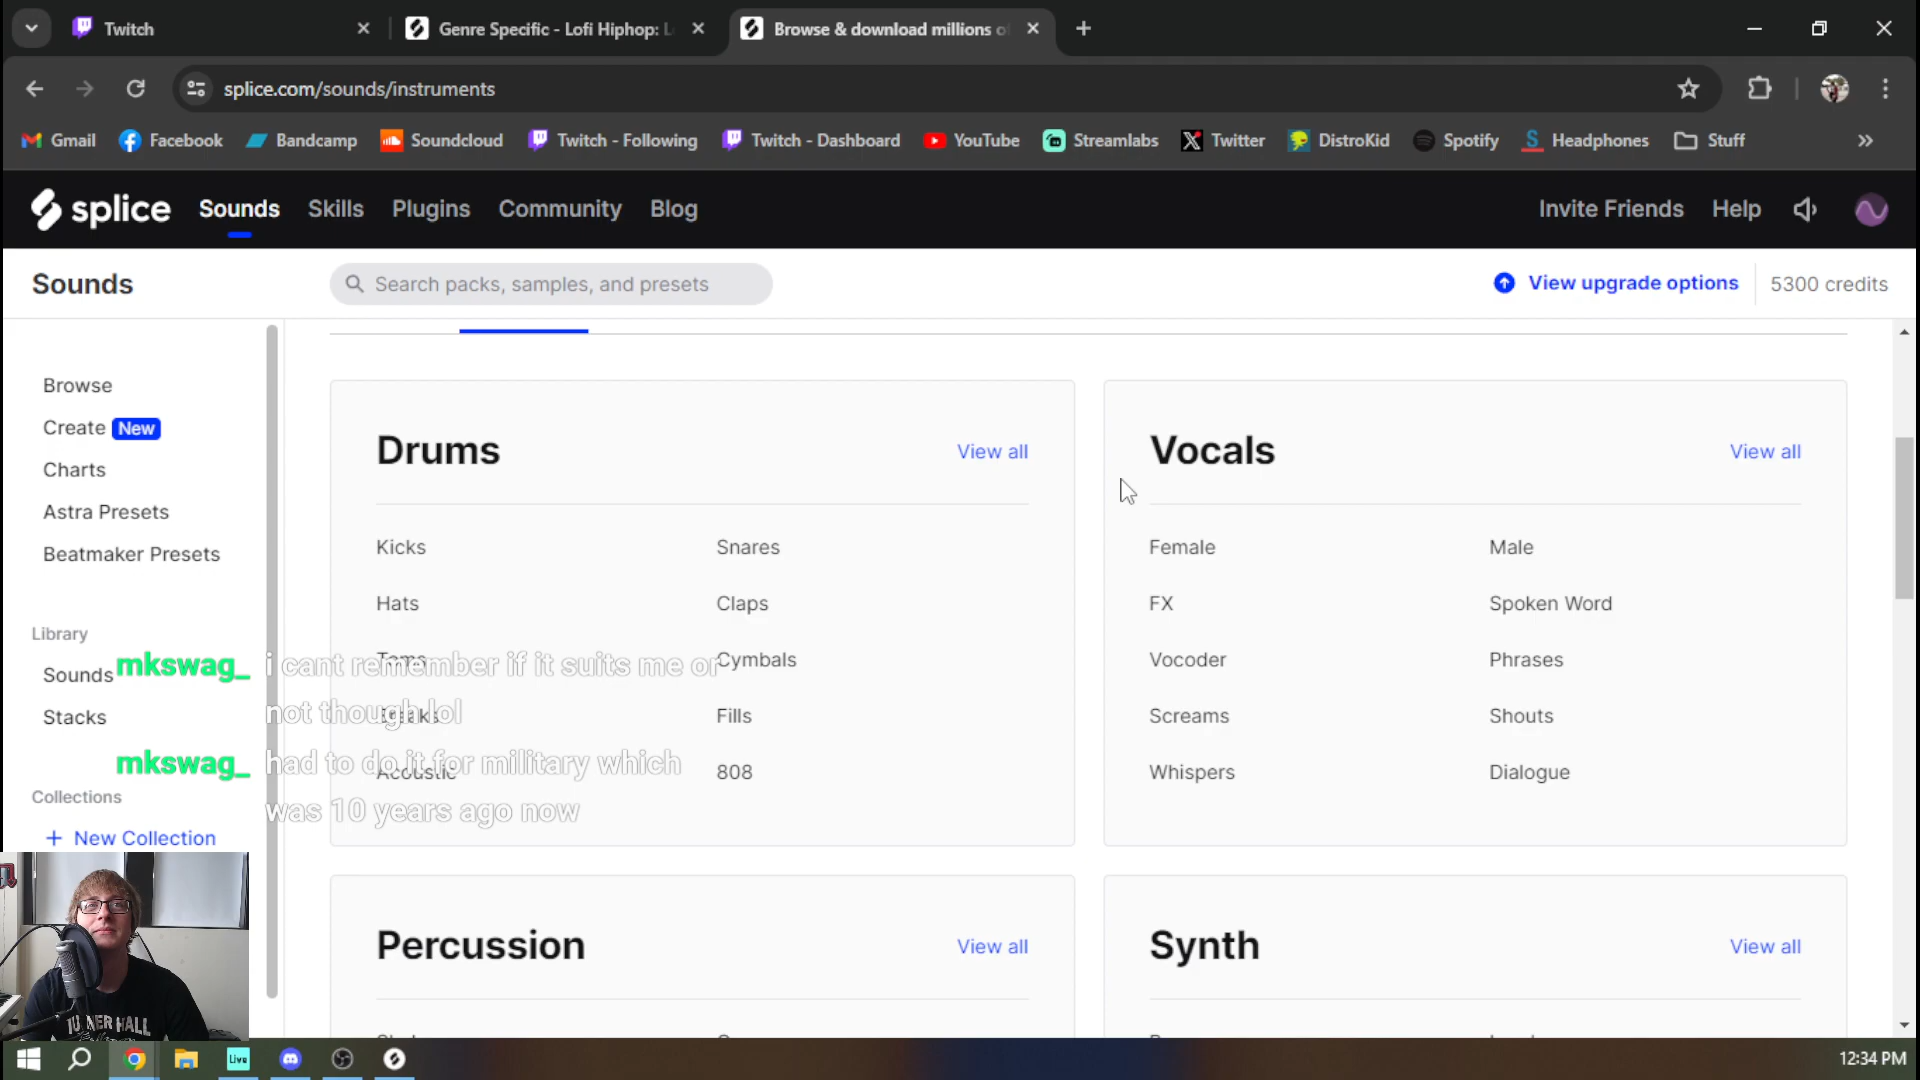 Twitch
Genre Specific - Lofi Hiphop: L
Browse & download millions o
splice.com/sounds/instruments
Gmail
Facebook
Bandcamp
Soundcloud
Twitch - Following
Twitch - Dashboard
YouTube
Streamlabs
Twitter
DistroKid
Spotify
Headphones
Stuff
splice
Sounds
Skills
Plugins
Community
Blog
Invite Friends
Help
Sounds
Search packs, samples, and presets
View upgrade options
5300 credits
Browse
Create New
Charts
Astra Presets
Beatmaker Presets
Library
Sounds
Stacks
Collections
+ New Collection
Drums
View all
Kicks
Snares
Hats
Claps
Toms
Cymbals
Breaks
Fills
Acoustic
808
Vocals
View all
Female
Male
FX
Spoken Word
Vocoder
Phrases
Screams
Shouts
Whispers
Dialogue
Percussion
View all
Synth
View all
mkswag_ i cant remember if it suits me or
not though lol
mkswag_ had to do it for military which
was 10 years ago now
Live
12:34 PM